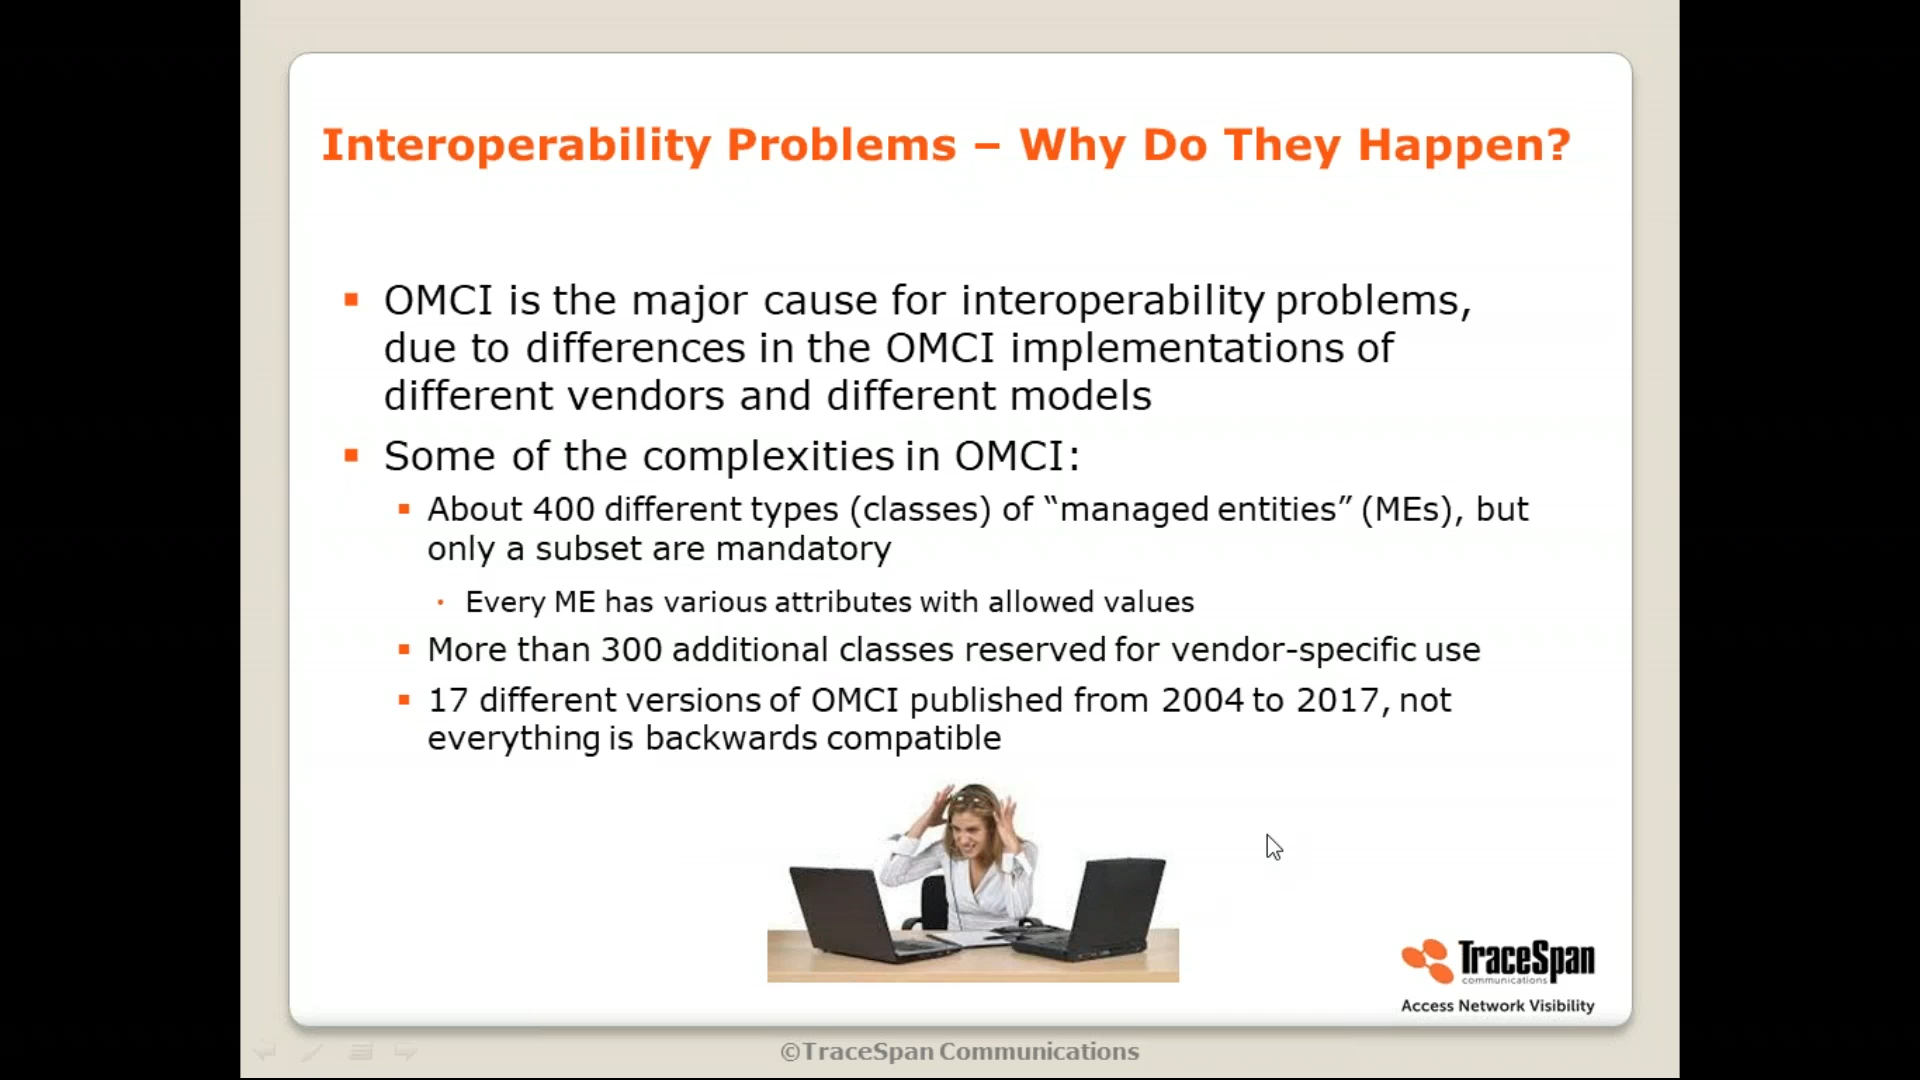 Interoperability Problems – Why Do They Happen?
OMCI is the major cause for interoperability problems,
due to differences in the OMCI implementations of
different vendors and different models
Some of the complexities in OMCI:
About 400 different types (classes) of “managed entities” (MEs), but
only a subset are mandatory
Every ME has various attributes with allowed values
More than 300 additional classes reserved for vendor-specific use
17 different versions of OMCI published from 2004 to 2017, not
everything is backwards compatible
TraceSpan
communications
Access Network Visibility
©TraceSpan Communications